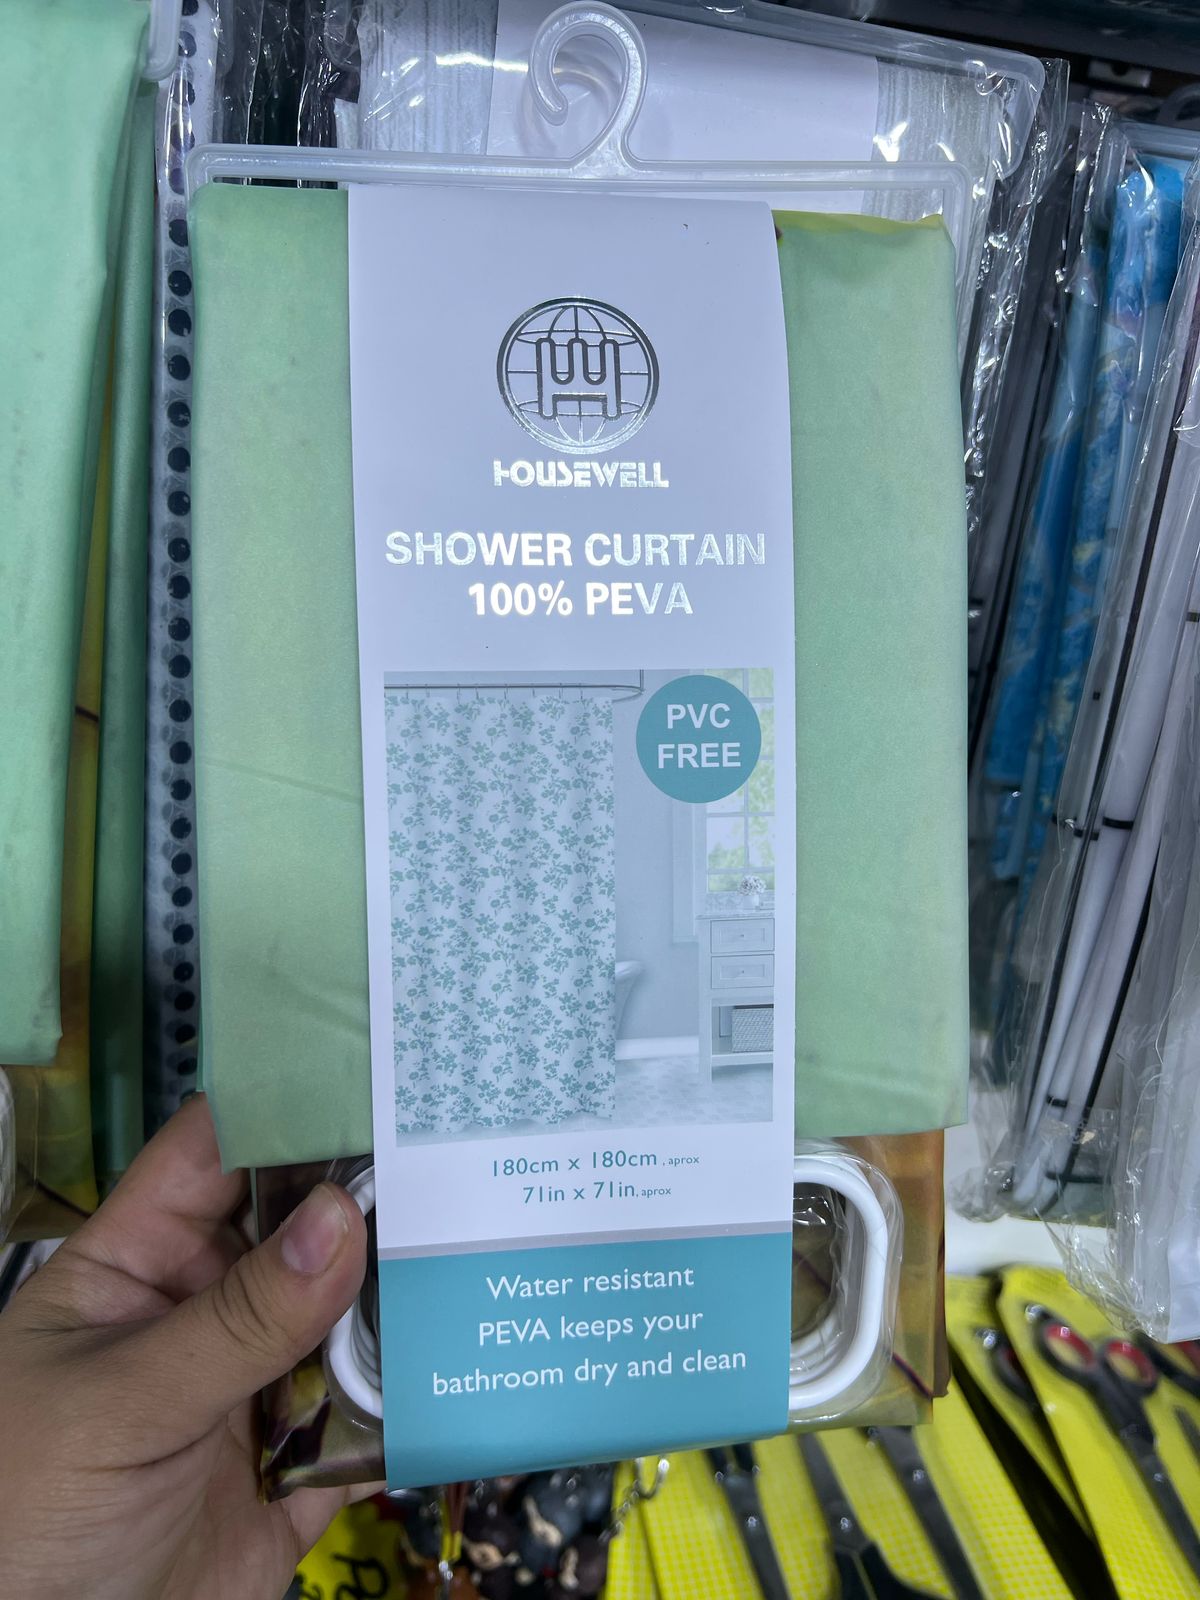 HOUSEWELL
SHOWER CURTAIN
100% PEVA
PVC
FREE
180cm x 180cm, aprox
71in x 71in, aprox
Water resistant
PEVA keeps your
bathroom dry and clean